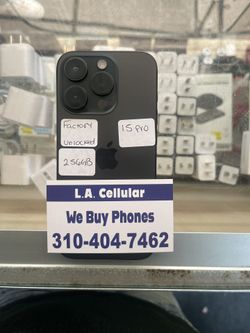 Factory
Unlocked
256GB
15 Pro
L.A. Cellular
We Buy Phones
310-404-7462